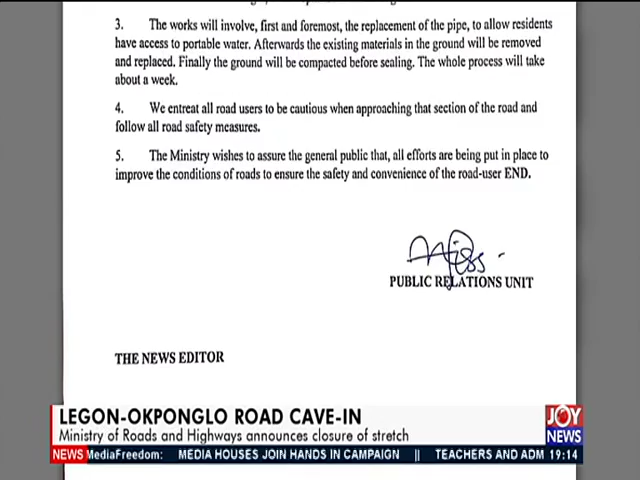 3. The works will involve, first and foremost, the replacement of the pipe, to allow residents
have access to portable water. Afterwards the existing materials in the ground will be removed
and replaced. Finally the ground will be compacted before sealing. The whole process will take
about a week.
4. We entreat all road users to be cautious when approaching that section of the road and
follow all road safety measures.
5. The Ministry wishes to assure the general public that, all efforts are being put in place to
improve the conditions of roads to ensure the safety and convenience of the road-user END.
PUBLIC RELATIONS UNIT
THE NEWS EDITOR
LEGON-OKPONGLO ROAD CAVE-IN
Ministry of Roads and Highways announces closure of stretch
JOY
NEWS
NEWS MediaFreedom: MEDIA HOUSES JOIN HANDS IN CAMPAIGN || TEACHERS AND ADM 19:14